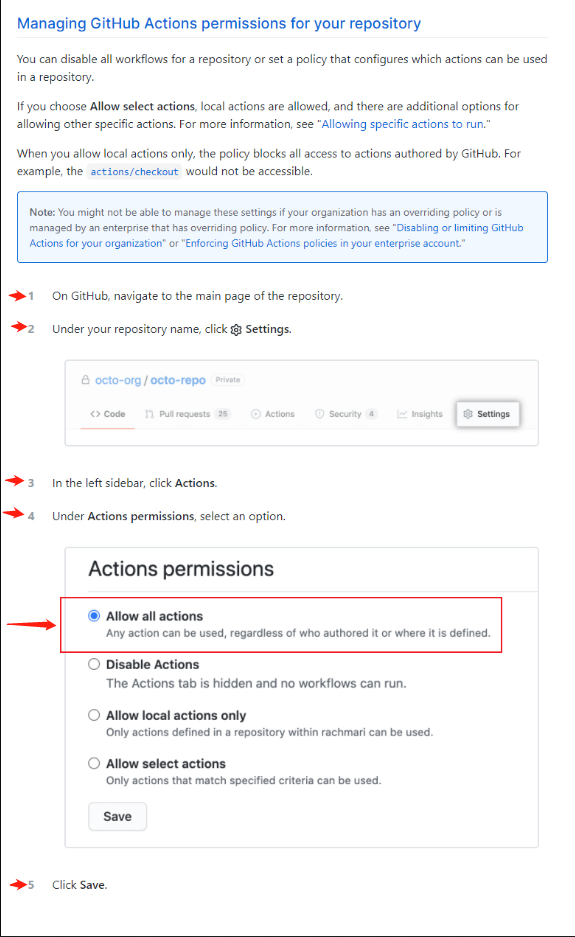 Managing GitHub Actions permissions for your repository
You can disable all workflows for a repository or set a policy that configures which actions can be used
in a repository.
If you choose Allow select actions, local actions are allowed, and there are additional options for
allowing other specific actions. For more information, see "Allowing specific actions to run."
When you allow local actions only, the policy blocks all access to actions authored by GitHub. For
example, the actions/checkout would not be accessible.
Note: You might not be able to manage these settings if your organization has an overriding policy or is
managed by an enterprise that has overriding policy. For more information, see "Disabling or limiting GitHub
Actions for your organization" or "Enforcing GitHub Actions policies in your enterprise account."
1 On GitHub, navigate to the main page of the repository.
2 Under your repository name, click Settings.
octo-org / octo-repo Private
Code Pull requests 25 Actions Security 4 Insights Settings
3 In the left sidebar, click Actions.
4 Under Actions permissions, select an option.
Actions permissions
Allow all actions
Any action can be used, regardless of who authored it or where it is defined.
Disable Actions
The Actions tab is hidden and no workflows can run.
Allow local actions only
Only actions defined in a repository within rachmari can be used.
Allow select actions
Only actions that match specified criteria can be used.
Save
5 Click Save.